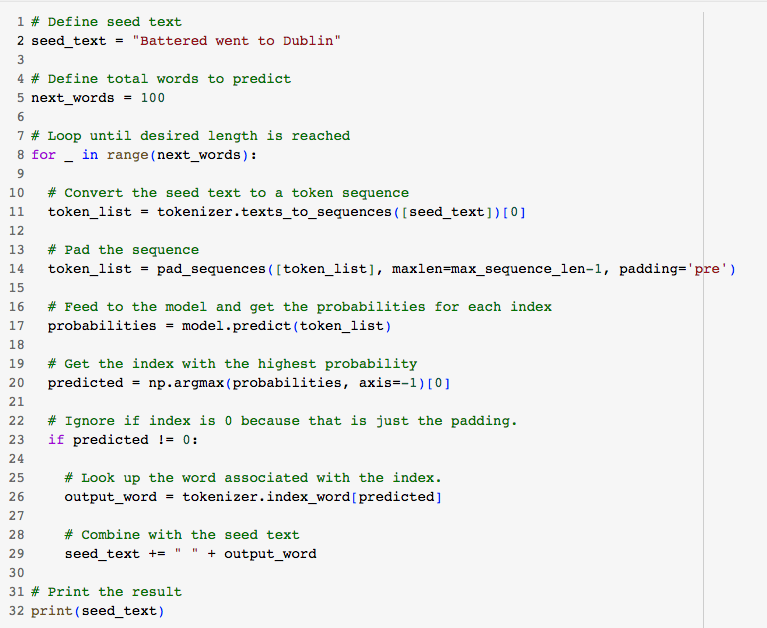 1 # Define seed text
2 seed_text = "Battered went to Dublin"
3
4 # Define total words to predict
5 next_words = 100
6
7 # Loop until desired length is reached
8 for _ in range(next_words):
9
10   # Convert the seed text to a token sequence
11   token_list = tokenizer.texts_to_sequences([seed_text])[0]
12
13   # Pad the sequence
14   token_list = pad_sequences([token_list], maxlen=max_sequence_len-1, padding='pre')
15
16   # Feed to the model and get the probabilities for each index
17   probabilities = model.predict(token_list)
18
19   # Get the index with the highest probability
20   predicted = np.argmax(probabilities, axis=-1)[0]
21
22   # Ignore if index is 0 because that is just the padding.
23   if predicted != 0:
24
25     # Look up the word associated with the index.
26     output_word = tokenizer.index_word[predicted]
27
28     # Combine with the seed text
29     seed_text += " " + output_word
30
31 # Print the result
32 print(seed_text)